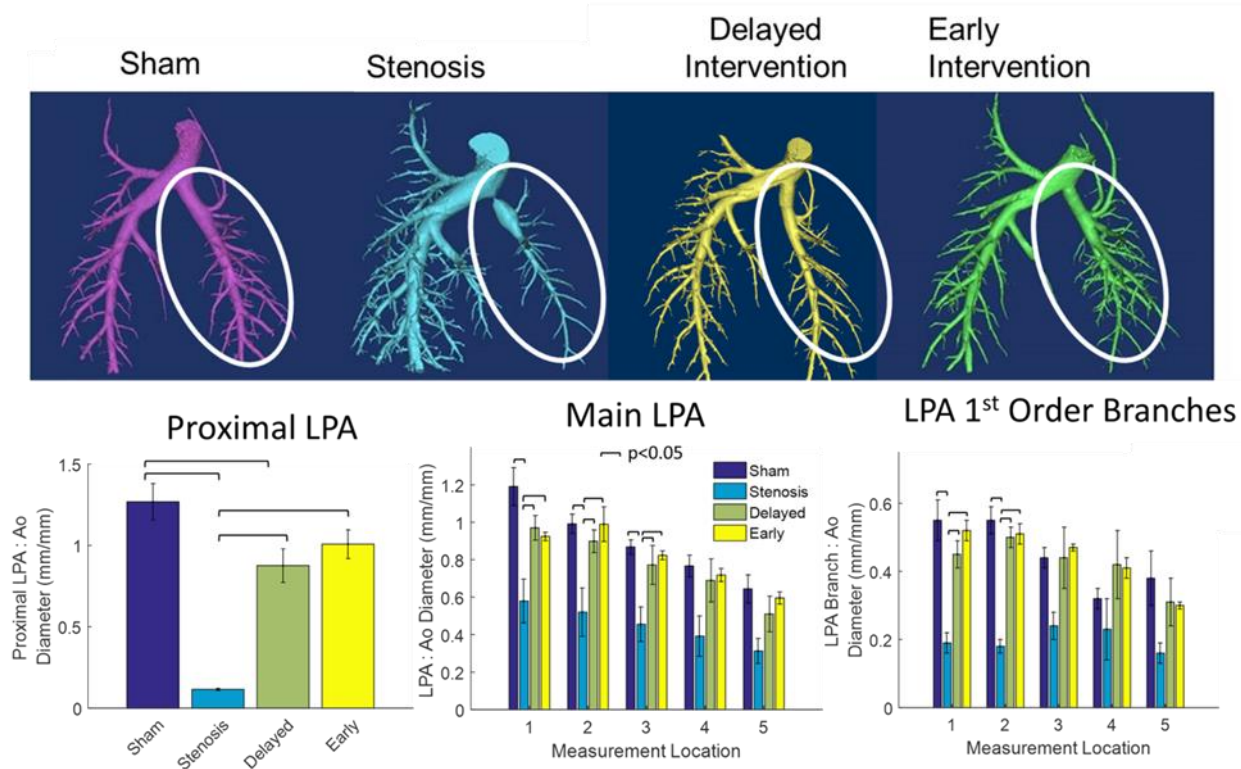 Sham
Stenosis
Delayed
Intervention
Early
Intervention
Proximal LPA
Proximal LPA : Ao
Diameter (mm/mm)
1.5
1
0.5
0
Sham
Stenosis
Delayed
Early
Main LPA
p<0.05
LPA : Ao Diameter (mm/mm)
1.2
1
0.8
0.6
0.4
0.2
0
Sham
Stenosis
Delayed
Early
1 2 3 4 5
Measurement Location
LPA 1st Order Branches
LPA Branch : Ao
Diameter (mm/mm)
0.6
0.4
0.2
0
1 2 3 4 5
Measurement Location